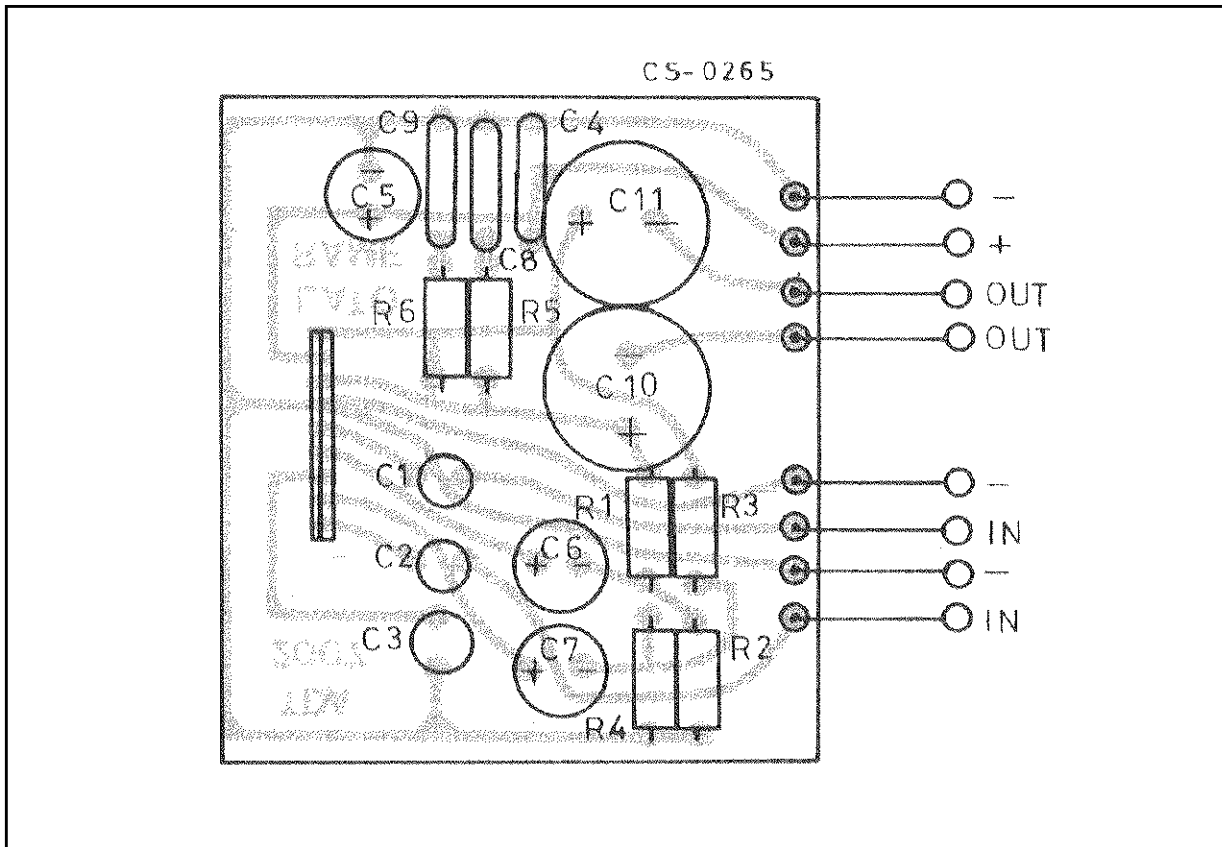 CS-0265
C9
C4
C5
C11
-
+
+
-
-
+
C8
OUT
R6
R5
OUT
-
C10
+
C1
-
R1
R3
IN
C2
C6
+
-
-
C3
IN
C7
R2
+
-
R4